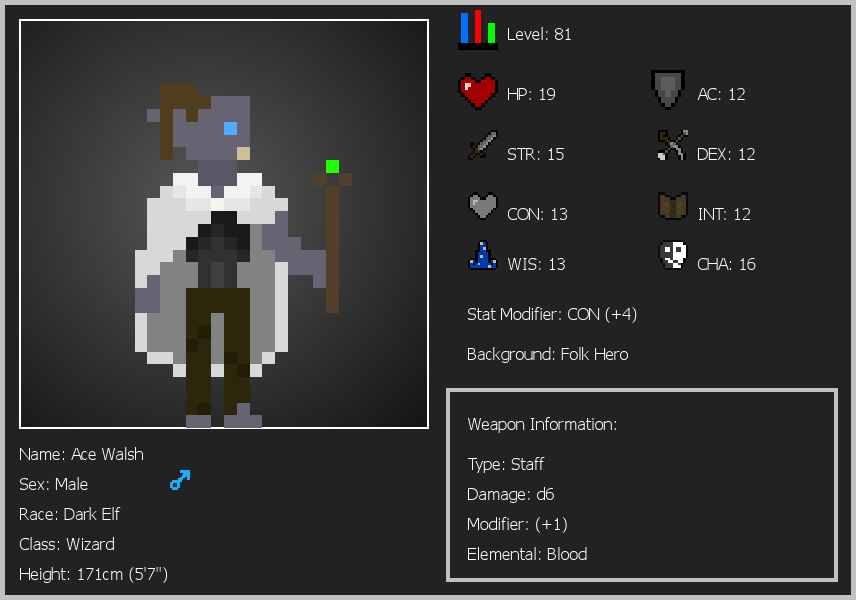 Level: 81
HP: 19
AC: 12
STR: 15
DEX: 12
CON: 13
INT: 12
WIS: 13
CHA: 16
Stat Modifier: CON (+4)
Background: Folk Hero
Weapon Information:
Type: Staff
Damage: d6
Modifier: (+1)
Elemental: Blood
Name: Ace Walsh
Sex: Male
Race: Dark Elf
Class: Wizard
Height: 171cm (5'7")